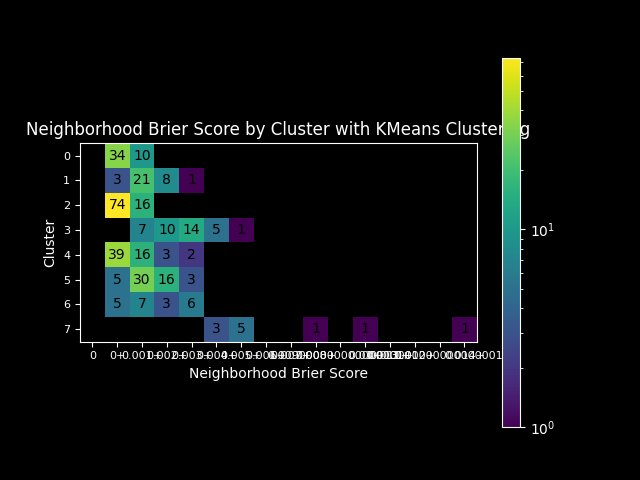 Neighborhood Brier Score by Cluster with KMeans Clustering
0 34 10
1 3 21 8 1
2 74 16
3 7 10 14 5 1
Cluster
4 39 16 3 2
5 5 30 16 3
6 5 7 3 6
7 3 5 1 1 1
0
Neighborhood Brier Score
10¹
10⁰